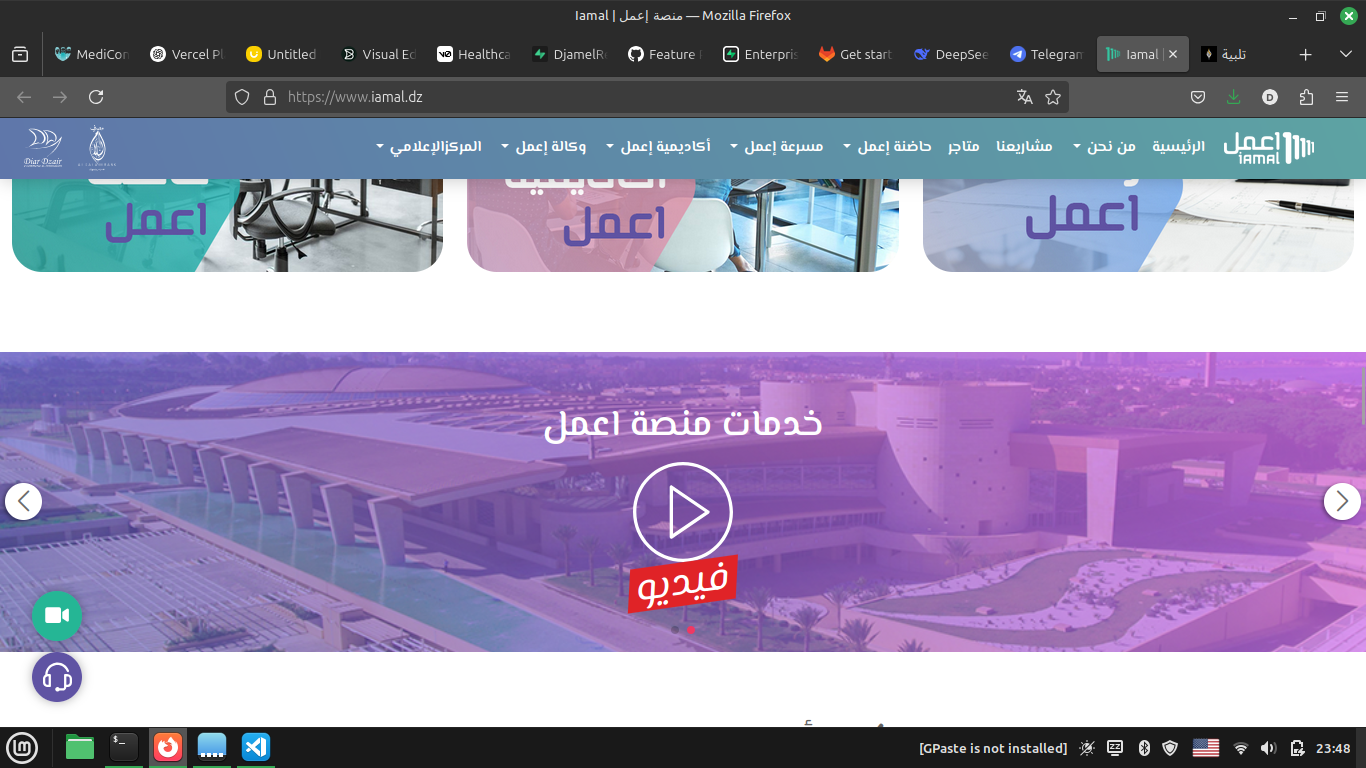 Iamal | منصة إعمل — Mozilla Firefox
MediCon
Vercel Pl
Untitled
Visual Ed
Healthca
DjamelRe
Feature
Enterpris
Get start
DeepSee
Telegram
Iamal |
تلبية
https://www.iamal.dz
اعمل
iAMAL
الرئيسية
من نحن
مشاريعنا
متاجر
حاضنة إعمل
مسرعة إعمل
أكاديمية إعمل
وكالة إعمل
المركزالإعلامي
Diar Dzair
اعمل
اعمل
اعمل
خدمات منصة اعمل
فيديو
[GPaste is not installed]
23:48